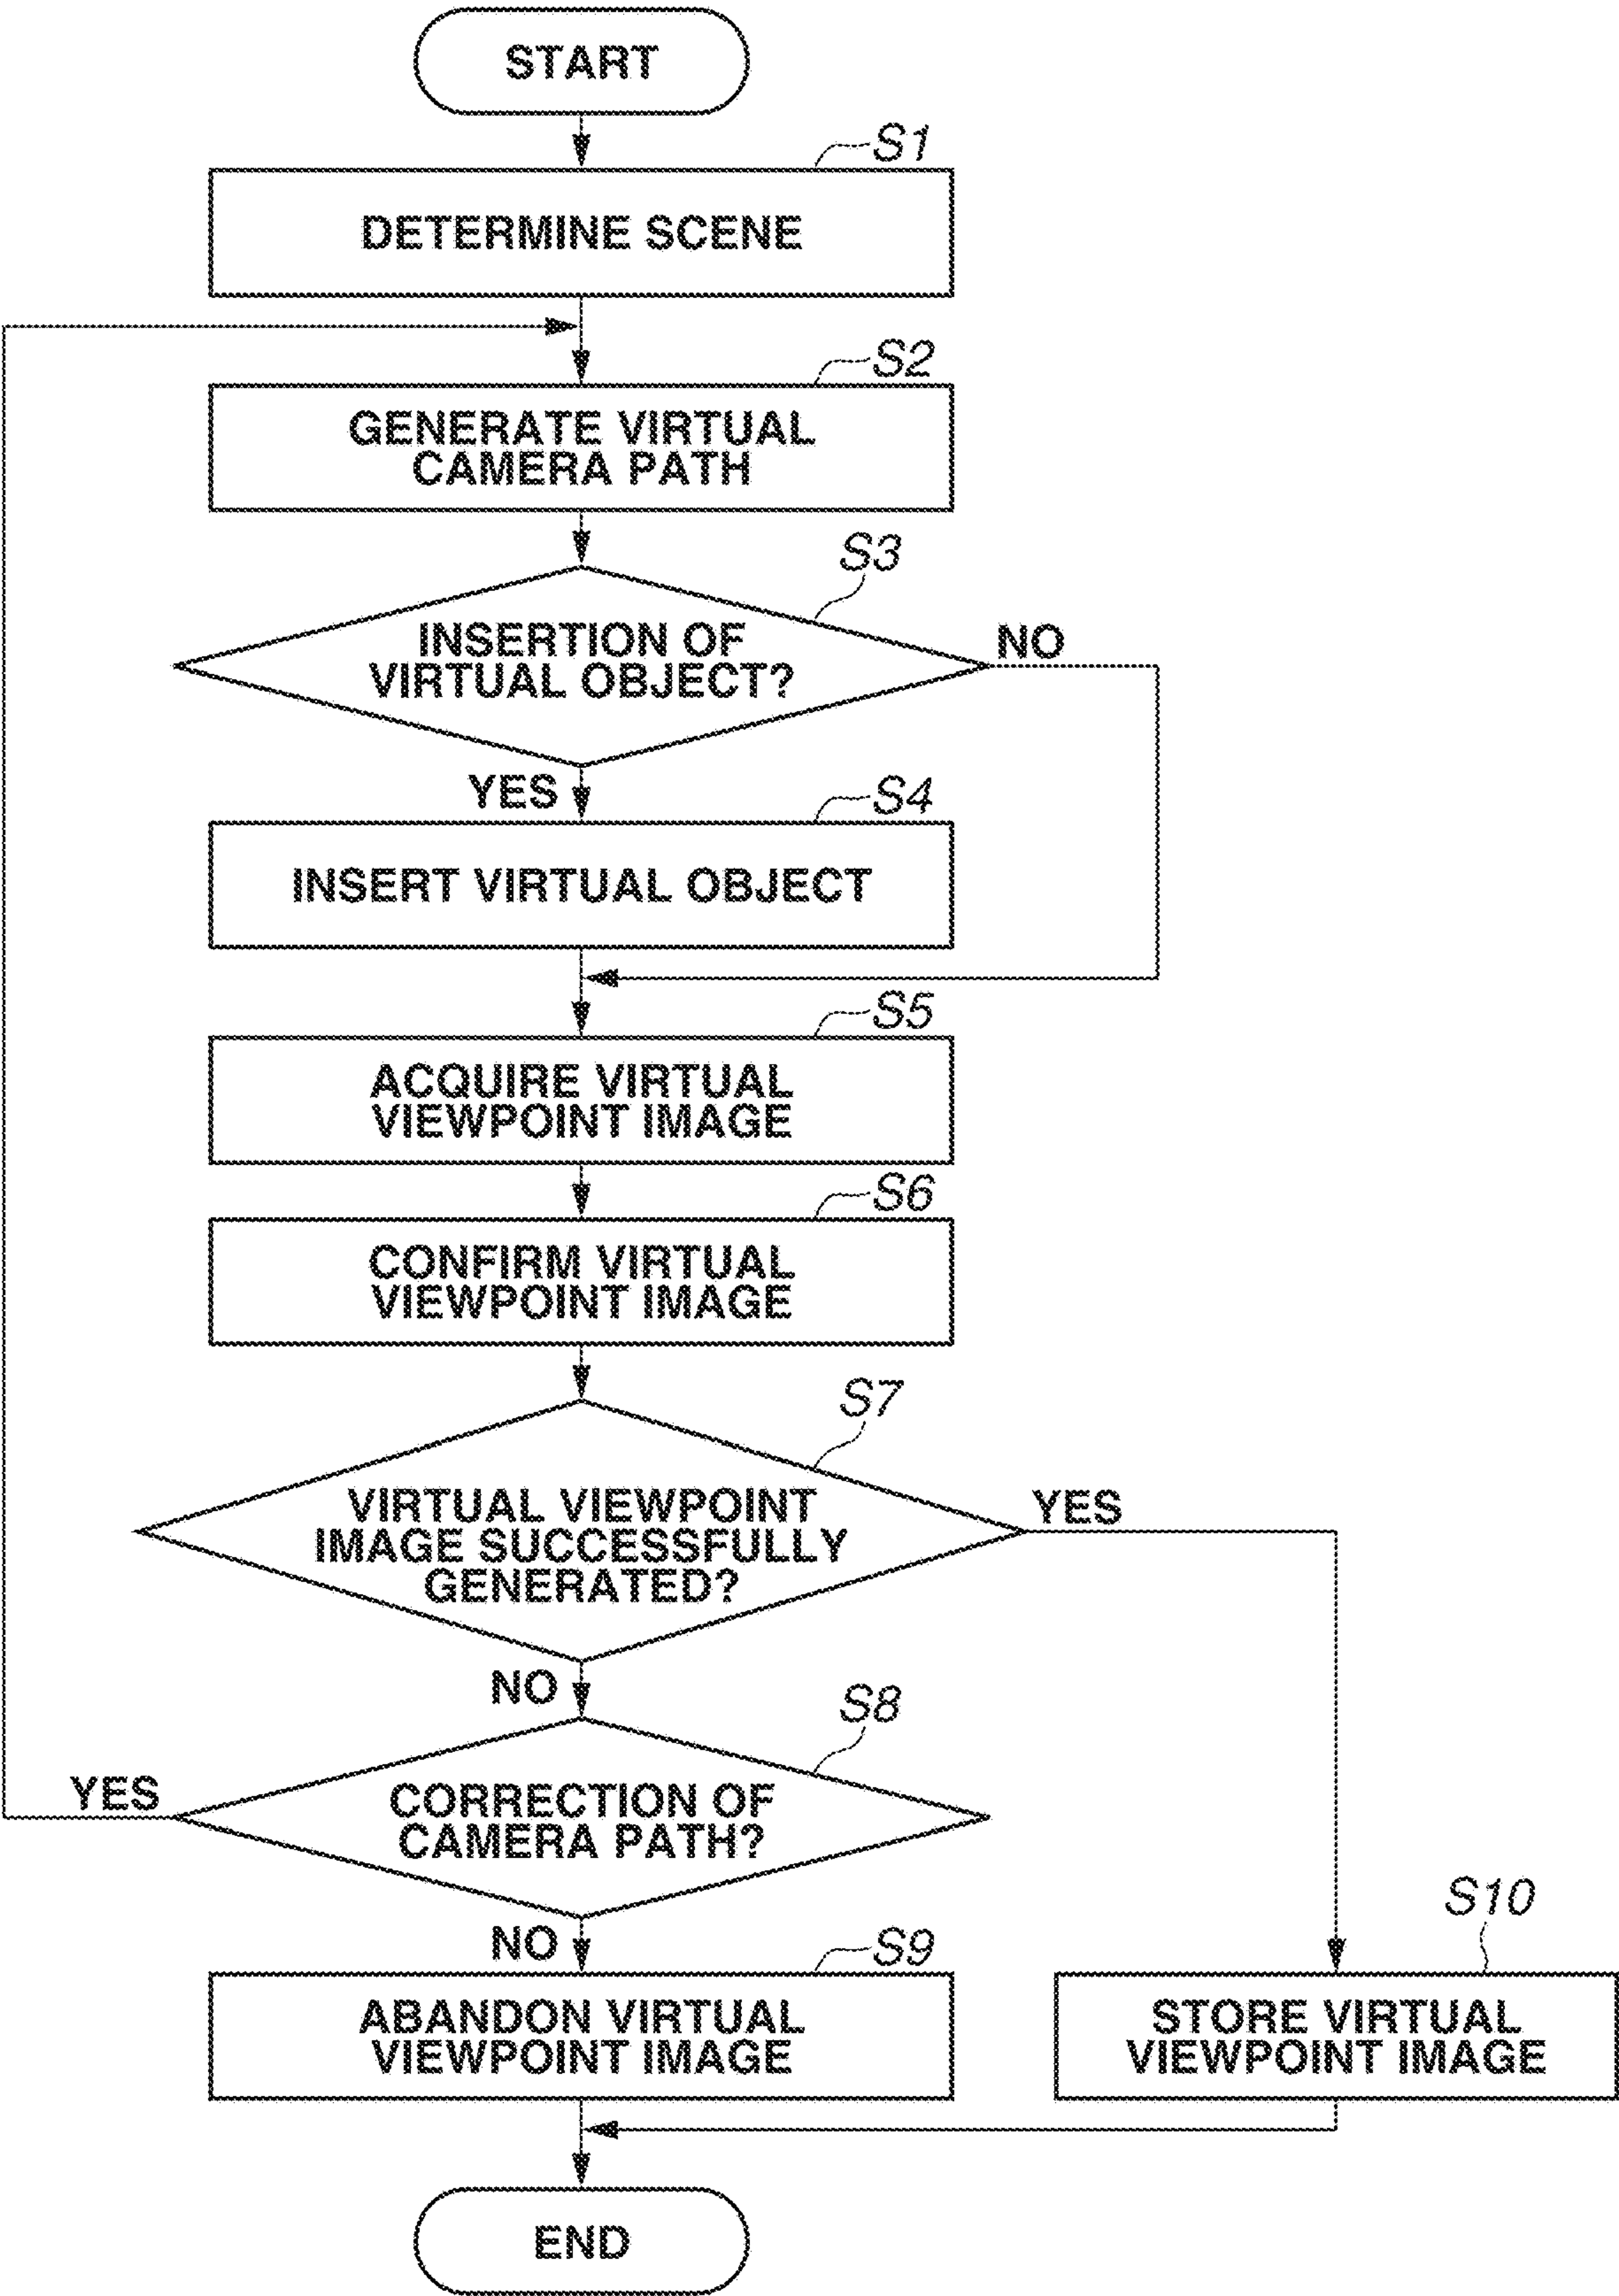 START
S1
DETERMINE SCENE
S2
GENERATE VIRTUAL
CAMERA PATH
S3
INSERTION OF
VIRTUAL OBJECT?
NO
YES
S4
INSERT VIRTUAL OBJECT
S5
ACQUIRE VIRTUAL
VIEWPOINT IMAGE
S6
CONFIRM VIRTUAL
VIEWPOINT IMAGE
S7
VIRTUAL VIEWPOINT
IMAGE SUCCESSFULLY
GENERATED?
YES
NO
S8
YES
CORRECTION OF
CAMERA PATH?
NO
S9
ABANDON VIRTUAL
VIEWPOINT IMAGE
S10
STORE VIRTUAL
VIEWPOINT IMAGE
END